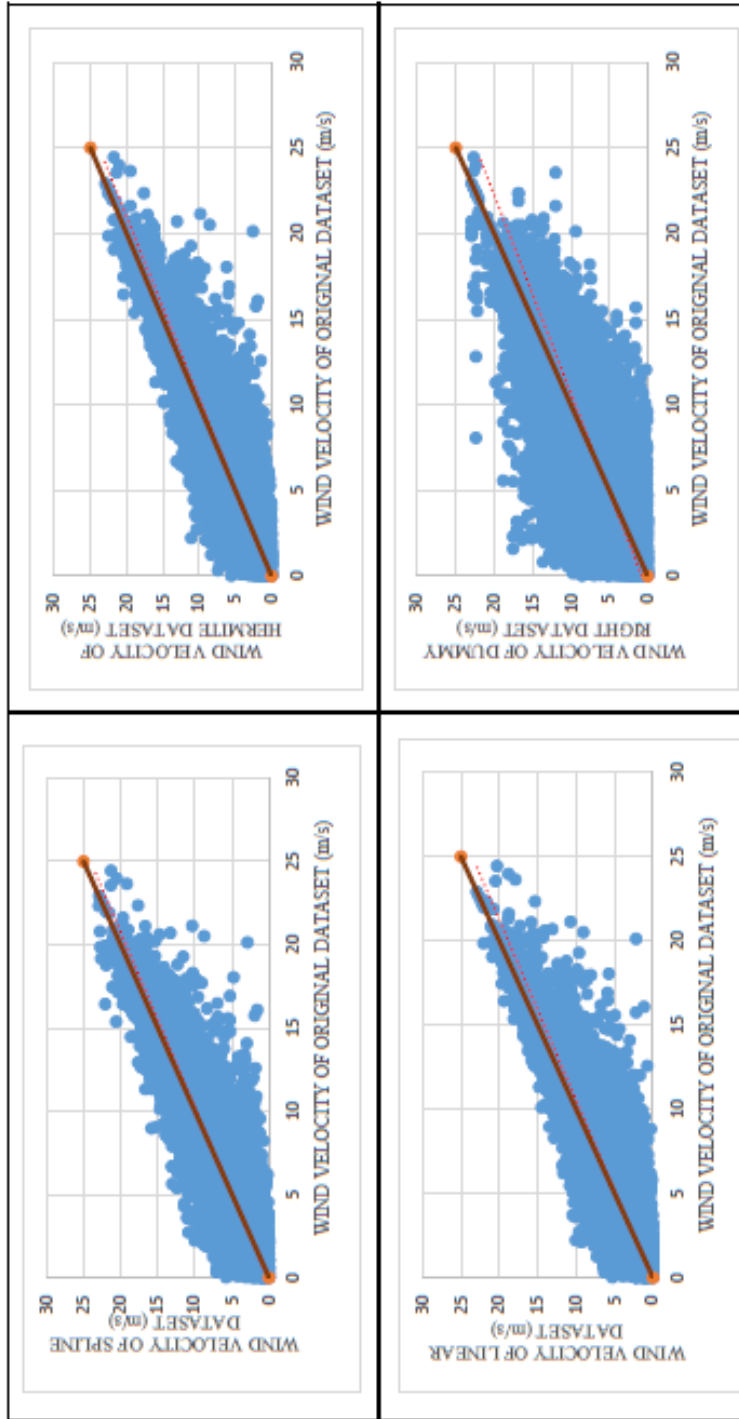 WIND VELOCITY OF SPLINE
DATASET (m/s)
30
25
20
15
10
5
0
0 5 10 15 20 25 30
WIND VELOCITY OF ORIGINAL DATASET (m/s)
WIND VELOCITY OF
HERMITE DATASET (m/s)
30
25
20
15
10
5
0
0 5 10 15 20 25 30
WIND VELOCITY OF ORIGINAL DATASET (m/s)
WIND VELOCITY OF LINEAR
DATASET (m/s)
30
25
20
15
10
5
0
0 5 10 15 20 25 30
WIND VELOCITY OF ORIGINAL DATASET (m/s)
WIND VELOCITY OF DUMMY
RIGHT DATASET (m/s)
30
25
20
15
10
5
0
0 5 10 15 20 25 30
WIND VELOCITY OF ORIGINAL DATASET (m/s)